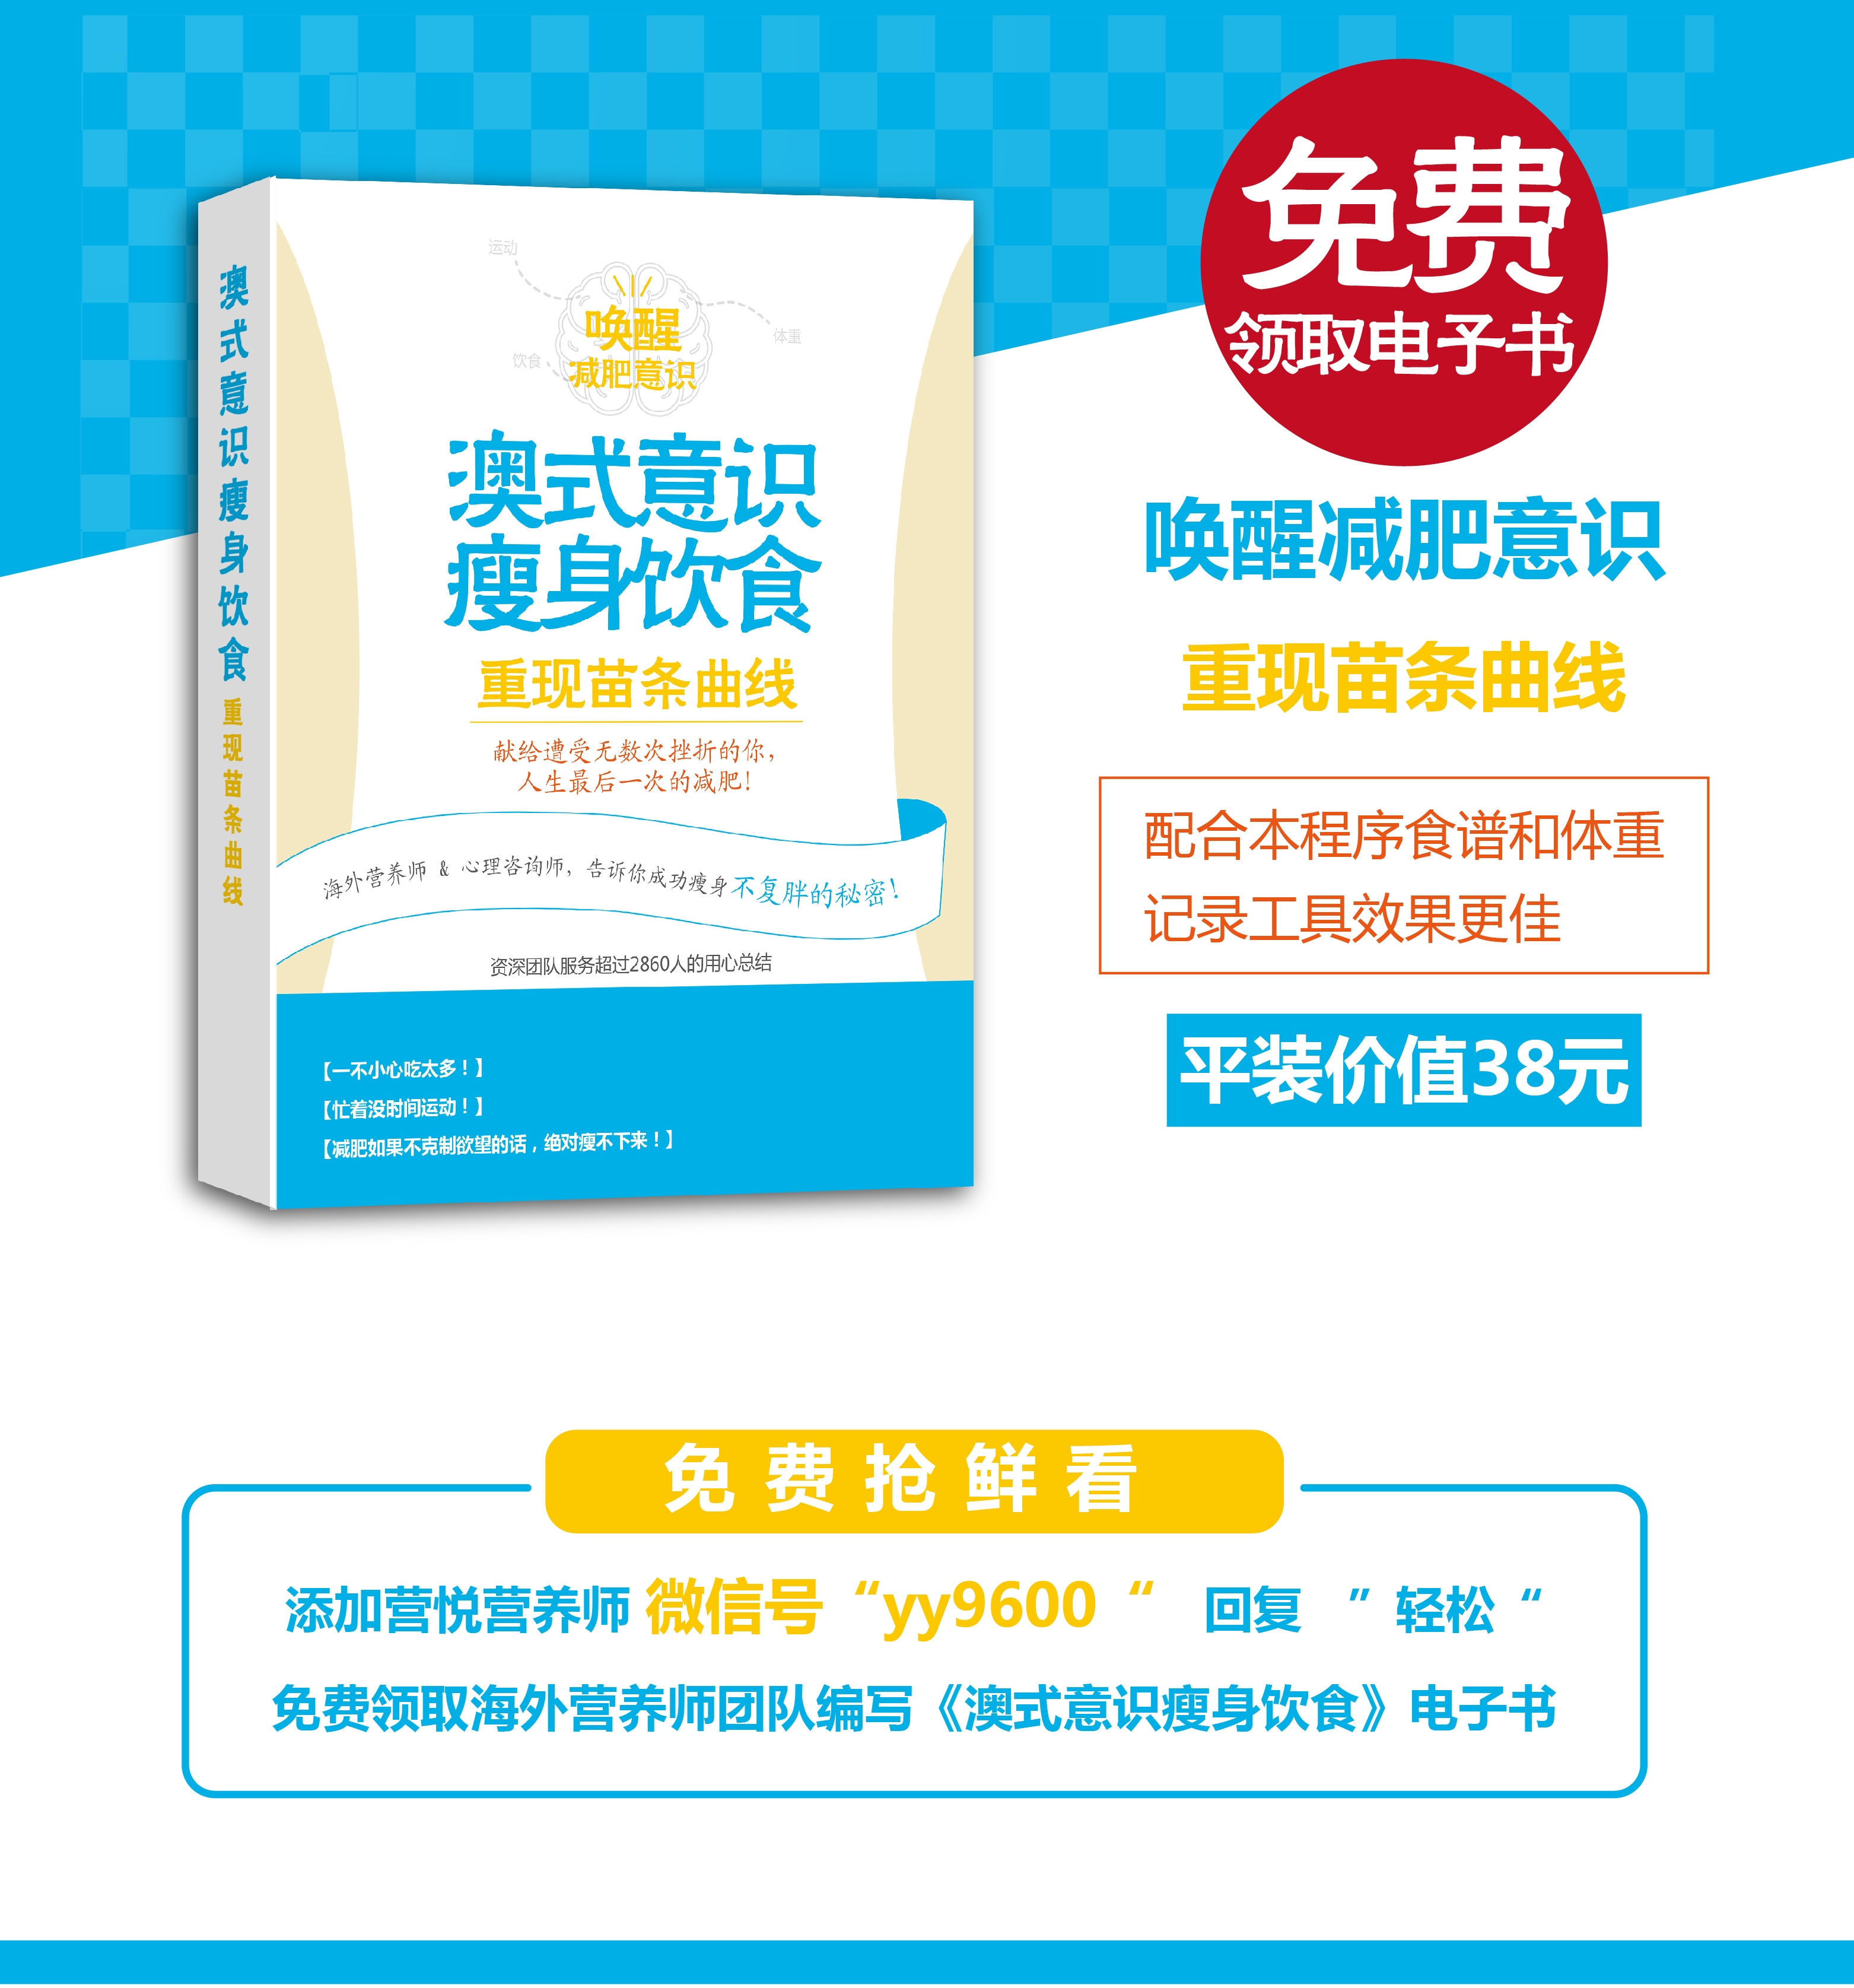 免费
领取电子书
澳式意识瘦身饮食 重现苗条曲线
运动
体重
饮食
唤醒
减肥意识
澳式意识
瘦身饮食
重现苗条曲线
献给遭受无数次挫折的你，
人生最后一次的减肥！
海外营养师 & 心理咨询师，告诉你成功瘦身不复胖的秘密！
资深团队服务超过2860人的用心总结
【一不小心吃太多！】
【忙着没时间运动！】
【减肥如果不克制欲望的话，绝对瘦不下来！】
唤醒减肥意识
重现苗条曲线
配合本程序食谱和体重
记录工具效果更佳
平装价值38元
免费抢鲜看
添加营悦营养师 微信号“yy9600“ 回复 ”轻松“
免费领取海外营养师团队编写《澳式意识瘦身饮食》电子书